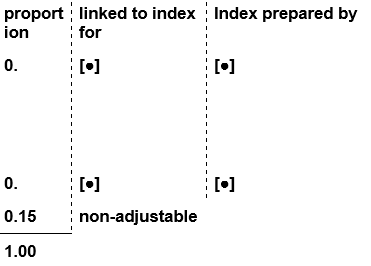 proport linked to index Index prepared by
ion for
0. [●] [●]
0. [●] [●]
0.15 non-adjustable
1.00